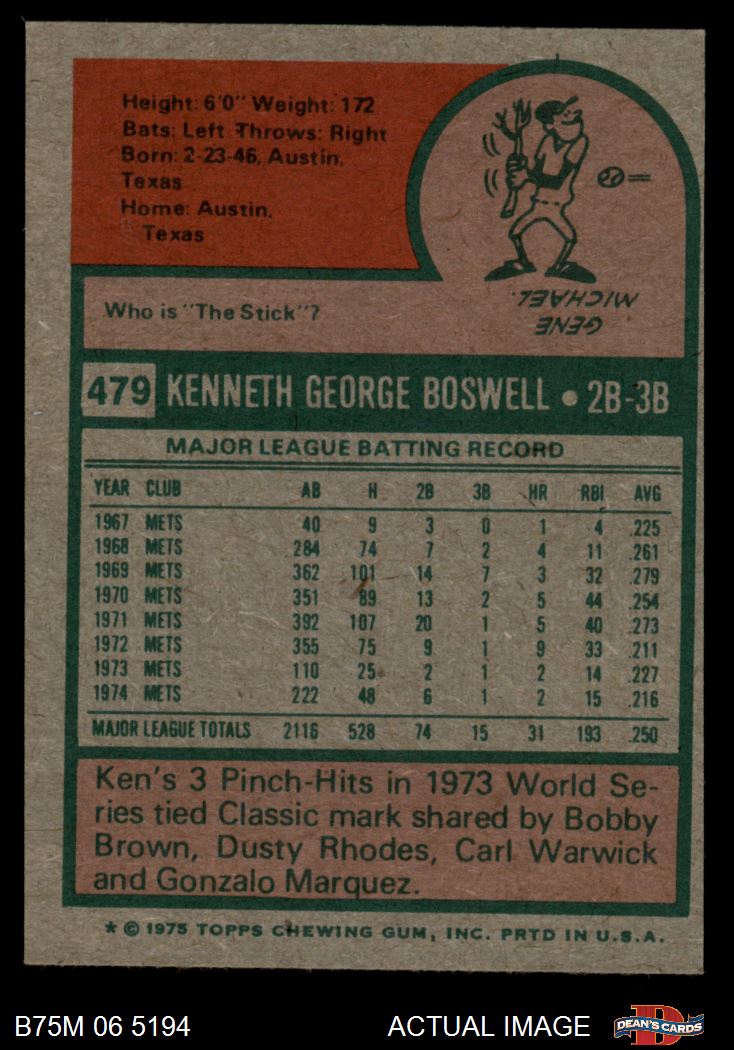 Height: 6'0" Weight: 172
Bats: Left Throws: Right
Born: 2-23-46, Austin,
Texas
Home: Austin,
Texas
Who is "The Stick"?
GENE
MICHAEL.
479 KENNETH GEORGE BOSWELL • 2B-3B
MAJOR LEAGUE BATTING RECORD
YEAR CLUB AB H 2B 3B HR RBI AVG
1967 METS 40 9 3 0 1 4 .225
1968 METS 284 74 7 2 4 11 .261
1969 METS 362 101 14 7 3 32 .279
1970 METS 351 89 13 2 5 44 .254
1971 METS 392 107 20 1 5 40 .273
1972 METS 355 75 9 1 9 33 .211
1973 METS 110 25 2 1 2 14 .227
1974 METS 222 48 6 1 2 15 .216
MAJOR LEAGUE TOTALS 2116 528 74 15 31 193 .250
Ken's 3 Pinch-Hits in 1973 World Se-
ries tied Classic mark shared by Bobby
Brown, Dusty Rhodes, Carl Warwick
and Gonzalo Marquez.
* © 1975 TOPPS CHEWING GUM, INC. PRTD IN U.S.A.
B75M 06 5194 ACTUAL IMAGE D DEAN'S CARDS